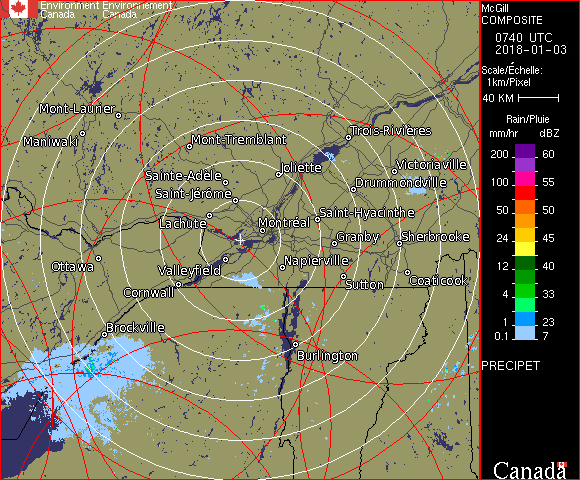 Environment Environnement
Canada Canada
McGill
COMPOSITE
0740 UTC
2018-01-03
Scale/Échelle:
1km/Pixel
40 KM
Rain/Pluie
mm/hr dBZ
200 60
100 55
50 50
24 45
12 40
4 33
1 23
0.1 7
PRECIPET
Canada
Mont-Laurier
Maniwaki
Mont-Tremblant
Trois-Rivières
Joliette
Victoriaville
Sainte-Adèle
Drummondville
Saint-Jérôme
Lachute
Saint-Hyacinthe
Montréal
Granby
Sherbrooke
Ottawa
Valleyfield
Napierville
Cornwall
Sutton
Coaticook
Brockville
Burlington